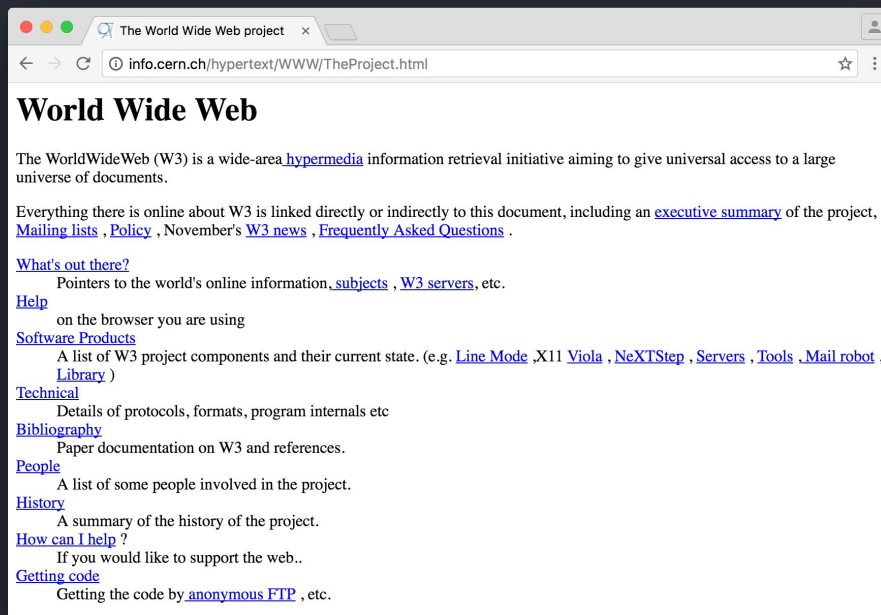 The World Wide Web project
info.cern.ch/hypertext/WWW/TheProject.html
World Wide Web
The WorldWideWeb (W3) is a wide-area hypermedia information retrieval initiative aiming to give universal access to a large
universe of documents.
Everything there is online about W3 is linked directly or indirectly to this document, including an executive summary of the project,
Mailing lists , Policy , November's W3 news , Frequently Asked Questions .
What's out there?
Pointers to the world's online information, subjects , W3 servers, etc.
Help
on the browser you are using
Software Products
A list of W3 project components and their current state. (e.g. Line Mode ,X11 Viola , NeXTStep , Servers , Tools , Mail robot ,
Library )
Technical
Details of protocols, formats, program internals etc
Bibliography
Paper documentation on W3 and references.
People
A list of some people involved in the project.
History
A summary of the history of the project.
How can I help ?
If you would like to support the web..
Getting code
Getting the code by anonymous FTP , etc.